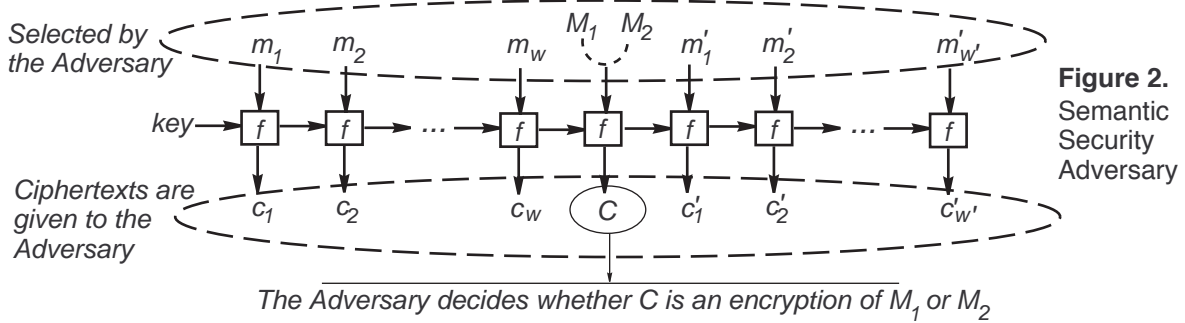 Selected by
the Adversary
m1 m2 mw M1 M2 m'1 m'2 m'w'
key f f ... f f f f ... f
Figure 2.
Semantic
Security
Adversary
Ciphertexts are
given to the
Adversary
c1 c2 cw C c'1 c'2 c'w'
The Adversary decides whether C is an encryption of M1 or M2